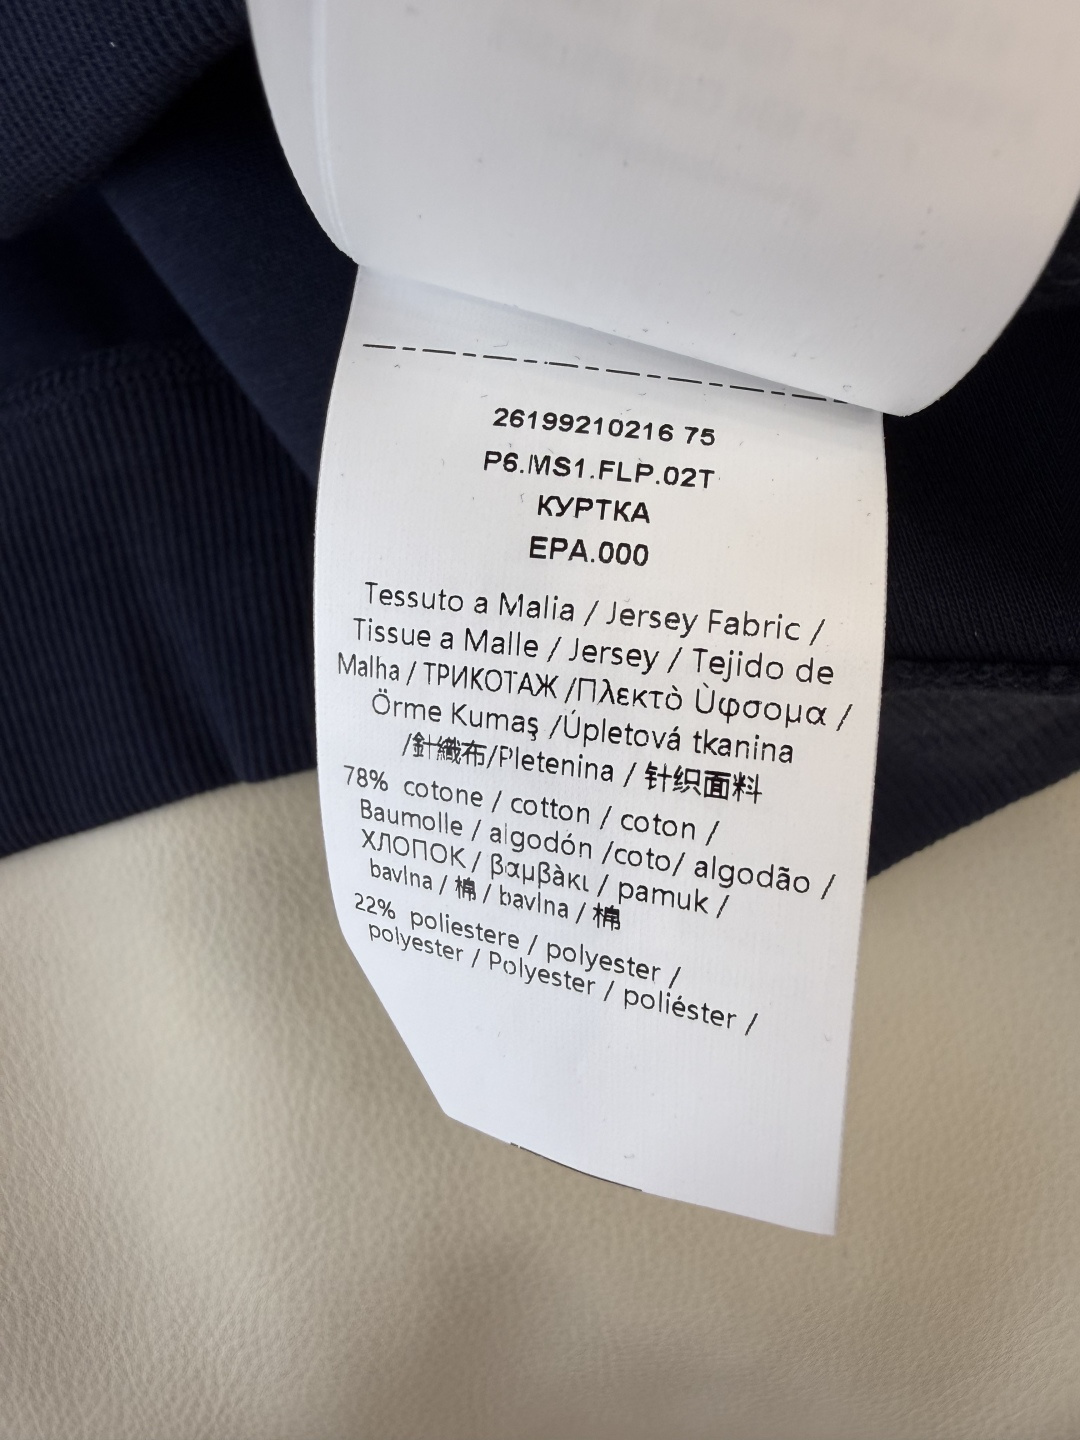 26199210216 75
P6.MS1.FLP.02T
КУРТКА
EPA.000
Tessuto a Malia / Jersey Fabric /
Tissue a Malle / Jersey / Tejido de
Malha / ТРИКОТАЖ /Πλεκτὸ Ὺφσομα /
Örme Kumaş /Úpletová tkanina
/針織布/Pletenina / 针织面料
78% cotone / cotton / coton /
Baumolle / algodón /coto/ algodão /
ХЛОПОК / βαμβὰκι / pamuk /
bavlna / 棉 / bavlna / 棉
22% poliestere / polyester /
polyester / Polyester / poliéster /